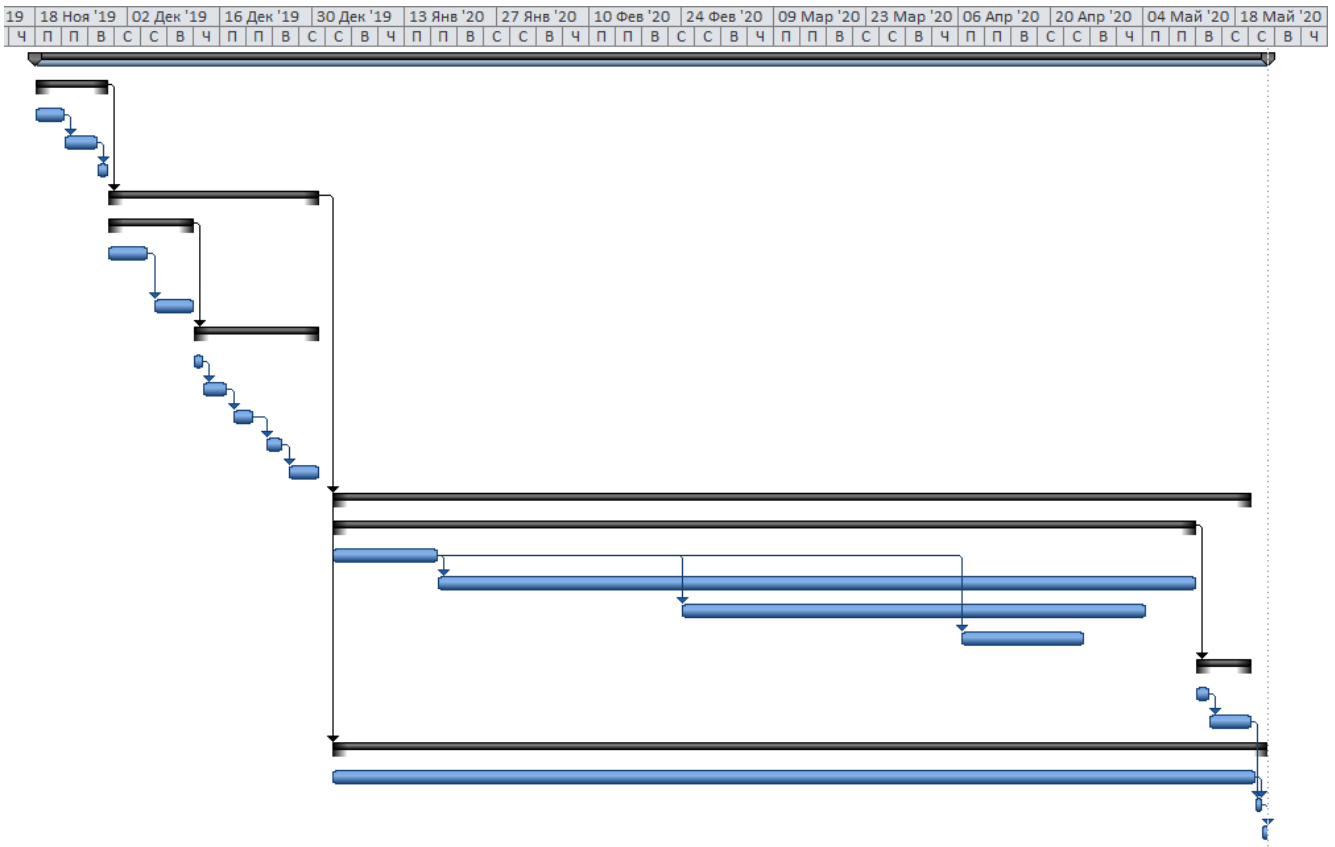 19 18 Ноя '19 02 Дек '19 16 Дек '19 30 Дек '19 13 Янв '20 27 Янв '20 10 Фев '20 24 Фев '20 09 Мар '20 23 Мар '20 06 Апр '20 20 Апр '20 04 Май '20 18 Май '20
Ч П П В С С В Ч П П В С С В Ч П П В С С В Ч П П В С С В Ч П П В С С В Ч П П В С С В Ч П П В С С В Ч